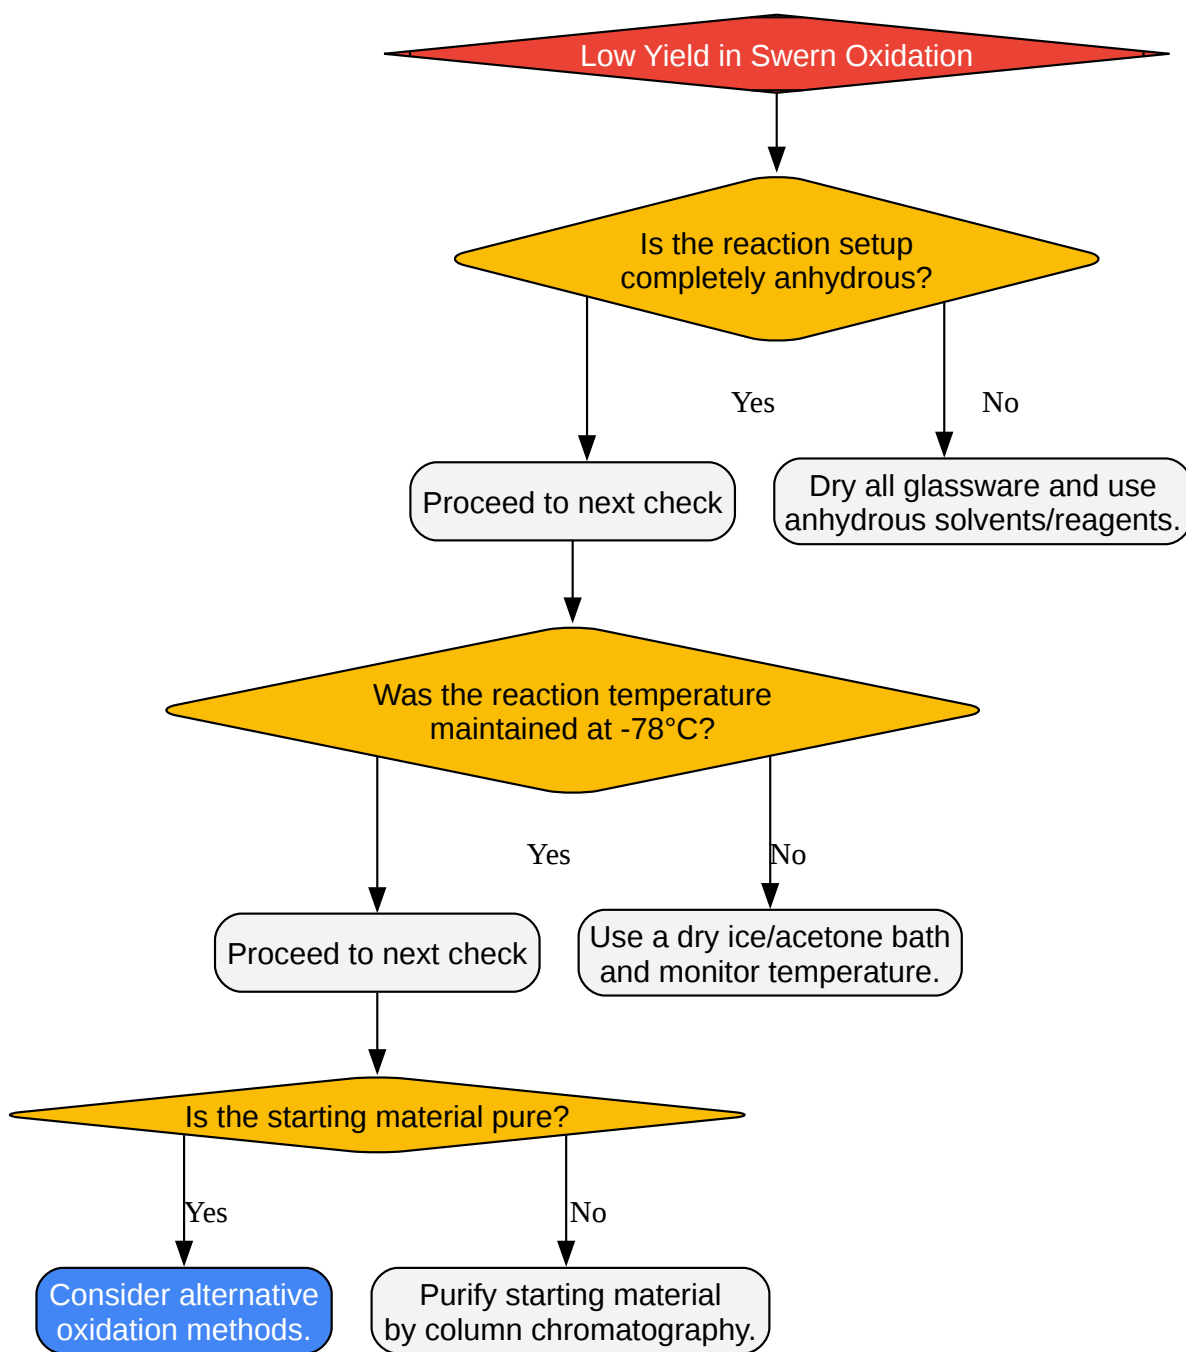 Low Yield in Swern Oxidation
Is the reaction setup
completely anhydrous?
Yes
No
Proceed to next check
Dry all glassware and use
anhydrous solvents/reagents.
Was the reaction temperature
maintained at -78°C?
Yes
No
Proceed to next check
Use a dry ice/acetone bath
and monitor temperature.
Is the starting material pure?
Yes
No
Consider alternative
oxidation methods.
Purify starting material
by column chromatography.